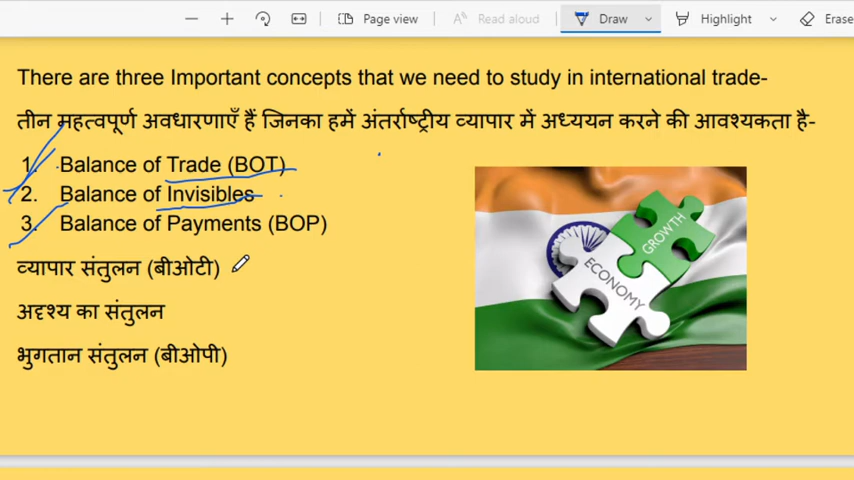 Page view
Read aloud
Draw
Highlight
Erase
There are three Important concepts that we need to study in international trade-
तीन महत्वपूर्ण अवधारणाएँ हैं जिनका हमें अंतर्राष्ट्रीय व्यापार में अध्ययन करने की आवश्यकता है-
1. Balance of Trade (BOT)
2. Balance of Invisibles
3. Balance of Payments (BOP)
GROWTH
ECONOMY
व्यापार संतुलन (बीओटी)
अदृश्य का संतुलन
भुगतान संतुलन (बीओपी)